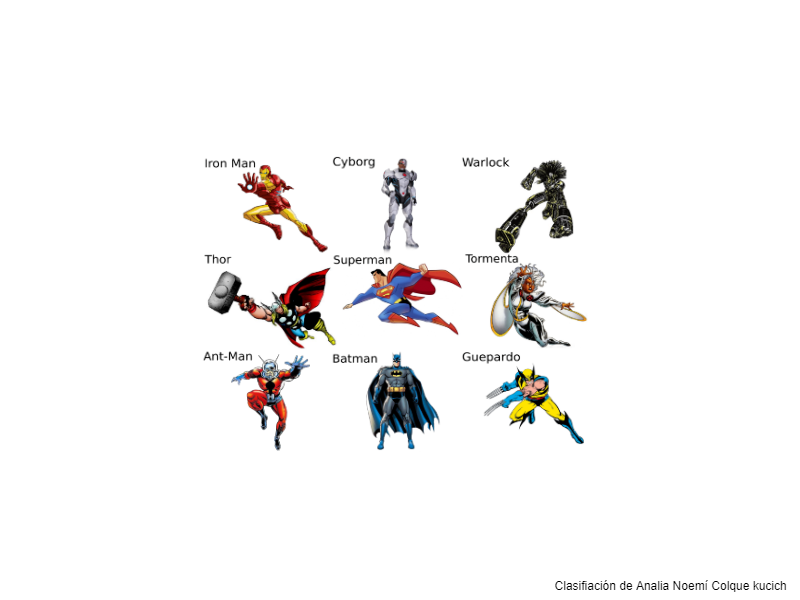 Iron Man
Cyborg
Warlock
Thor
Superman
Tormenta
Ant-Man
Batman
Guepardo
Clasifiación de Analia Noemí Colque kucich